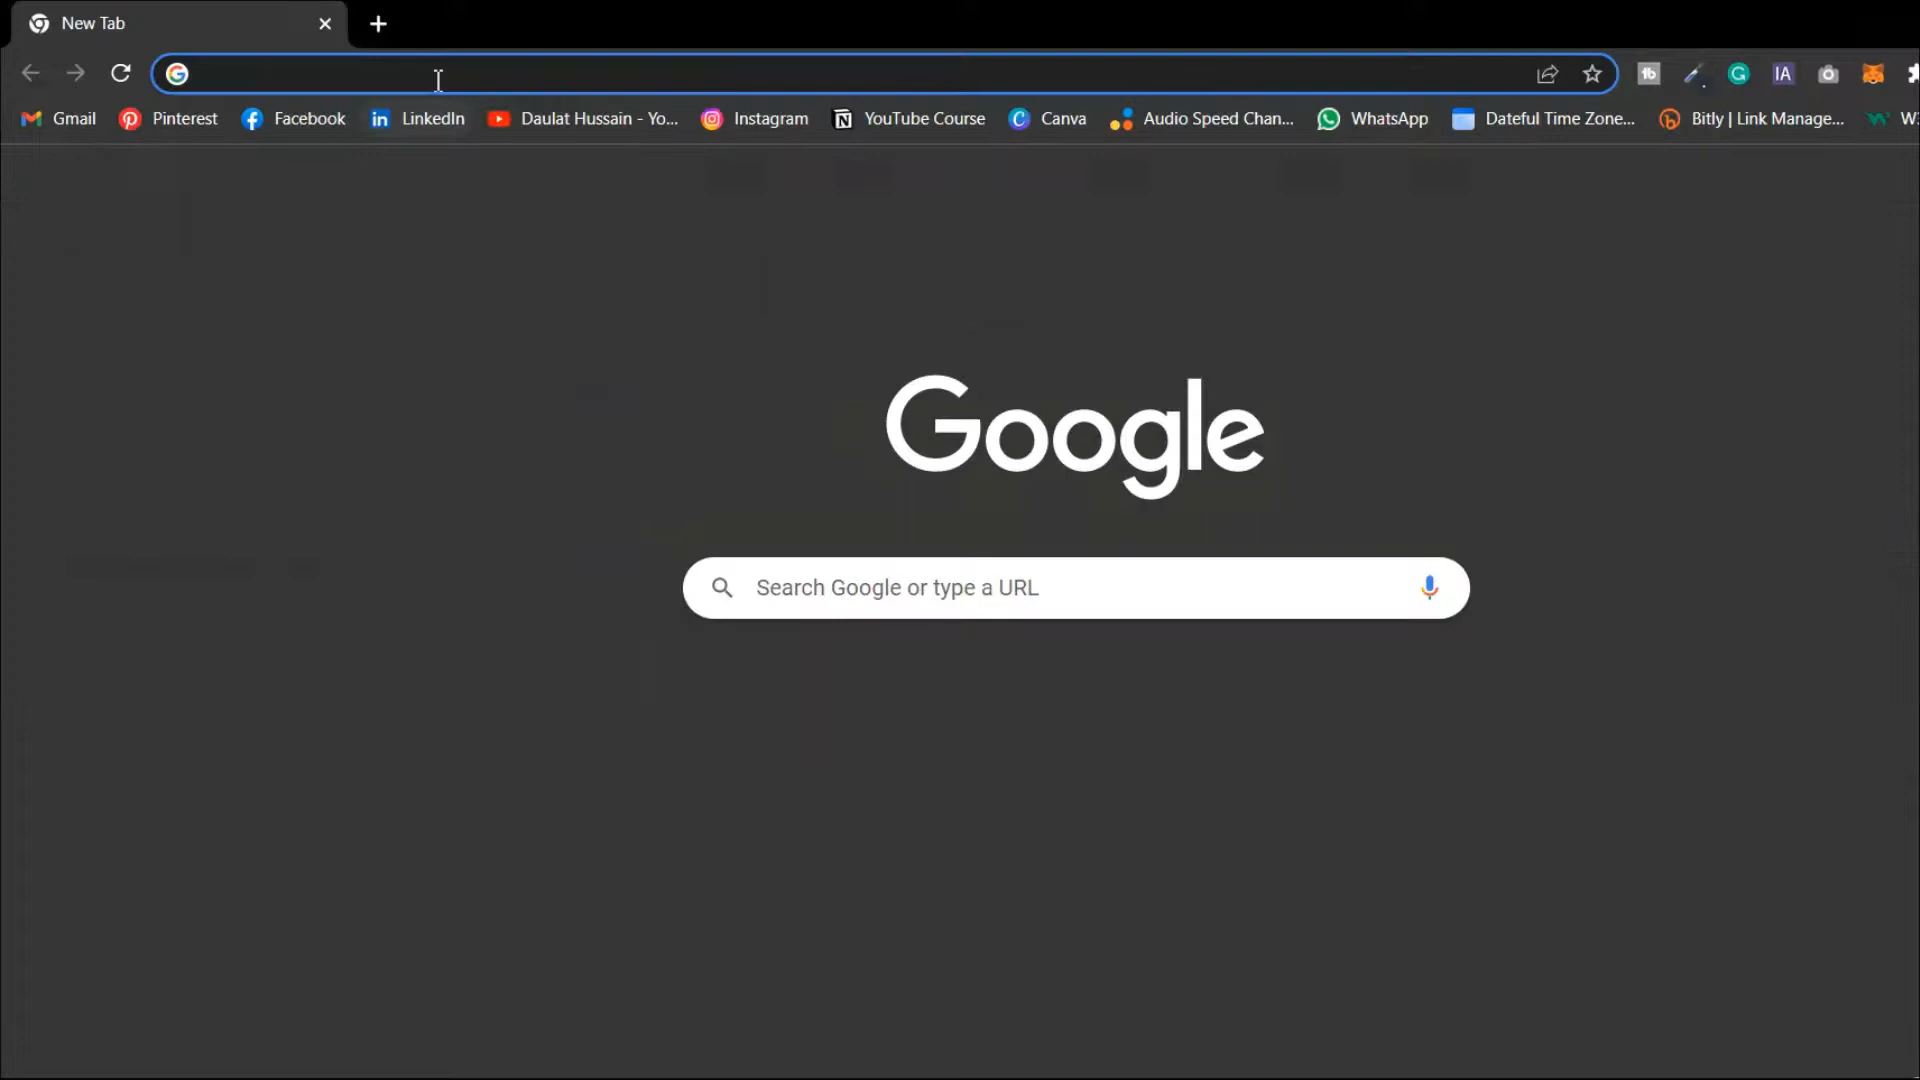 New Tab
Gmail Pinterest Facebook LinkedIn Daulat Hussain - Yo... Instagram YouTube Course Canva Audio Speed Chan... WhatsApp Dateful Time Zone... Bitly | Link Manage...
Google
Search Google or type a URL